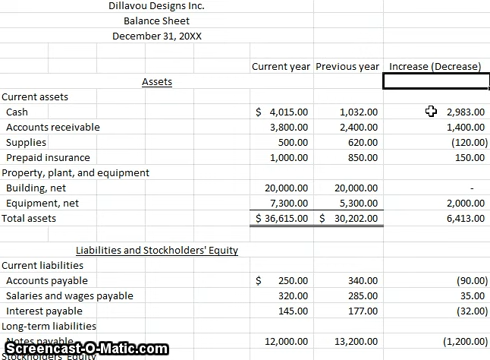 Dillavou Designs Inc.
Balance Sheet
December 31, 20XX
Current year Previous year Increase (Decrease)
Assets
Current assets
Cash $ 4,015.00 1,032.00 2,983.00
Accounts receivable 3,800.00 2,400.00 1,400.00
Supplies 500.00 620.00 (120.00)
Prepaid insurance 1,000.00 850.00 150.00
Property, plant, and equipment
Building, net 20,000.00 20,000.00 -
Equipment, net 7,300.00 5,300.00 2,000.00
Total assets $ 36,615.00 $ 30,202.00 6,413.00
Liabilities and Stockholders' Equity
Current liabilities
Accounts payable $ 250.00 340.00 (90.00)
Salaries and wages payable 320.00 285.00 35.00
Interest payable 145.00 177.00 (32.00)
Long-term liabilities
Notes payable 12,000.00 13,200.00 (1,200.00)
Screencast-O-Matic.com
Stockholders' Equity